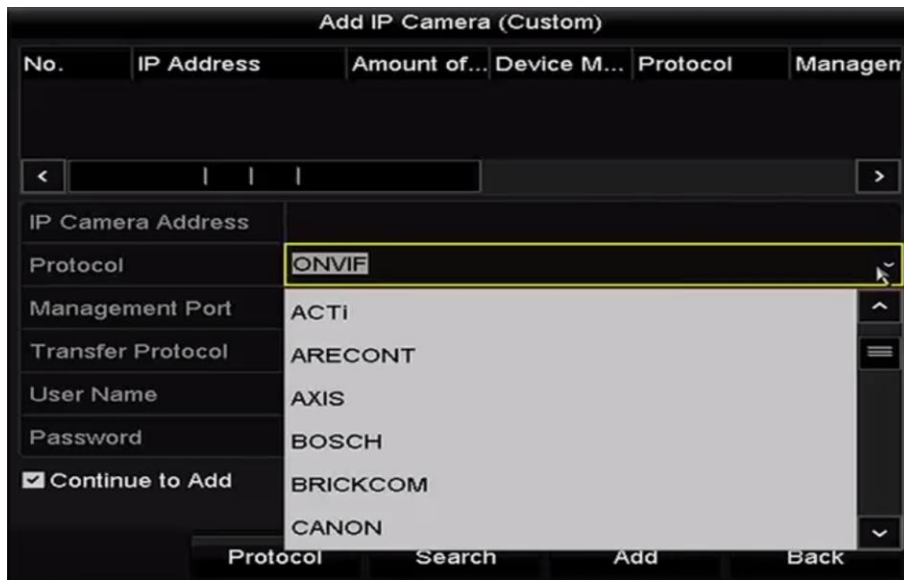 Add IP Camera (Custom)
No. IP Address Amount of... Device M... Protocol Managem
IP Camera Address
Protocol ONVIF
Management Port ACTi
Transfer Protocol ARECONT
User Name AXIS
Password BOSCH
Continue to Add BRICKCOM
CANON
Protocol Search Add Back